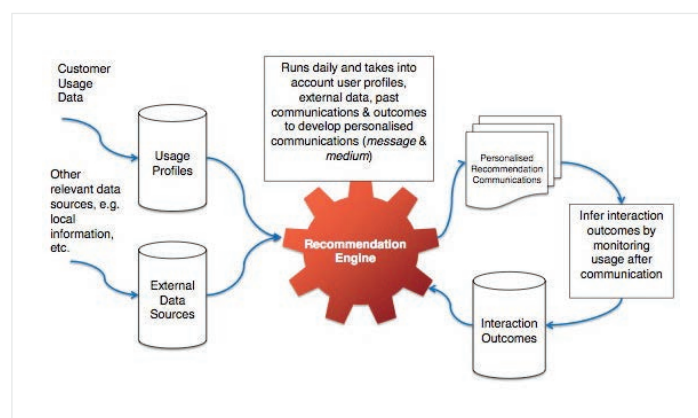 Customer
Usage
Data
Usage
Profiles
Other
relevant data
sources, e.g.
local
information,
etc.
External
Data
Sources
Runs daily and takes into
account user profiles,
external data, past
communications & outcomes
to develop personalised
communications (message &
medium)
Recommendation
Engine
Personalised
Recommendation
Communications
Infer interaction
outcomes by
monitoring
usage after
communication
Interaction
Outcomes